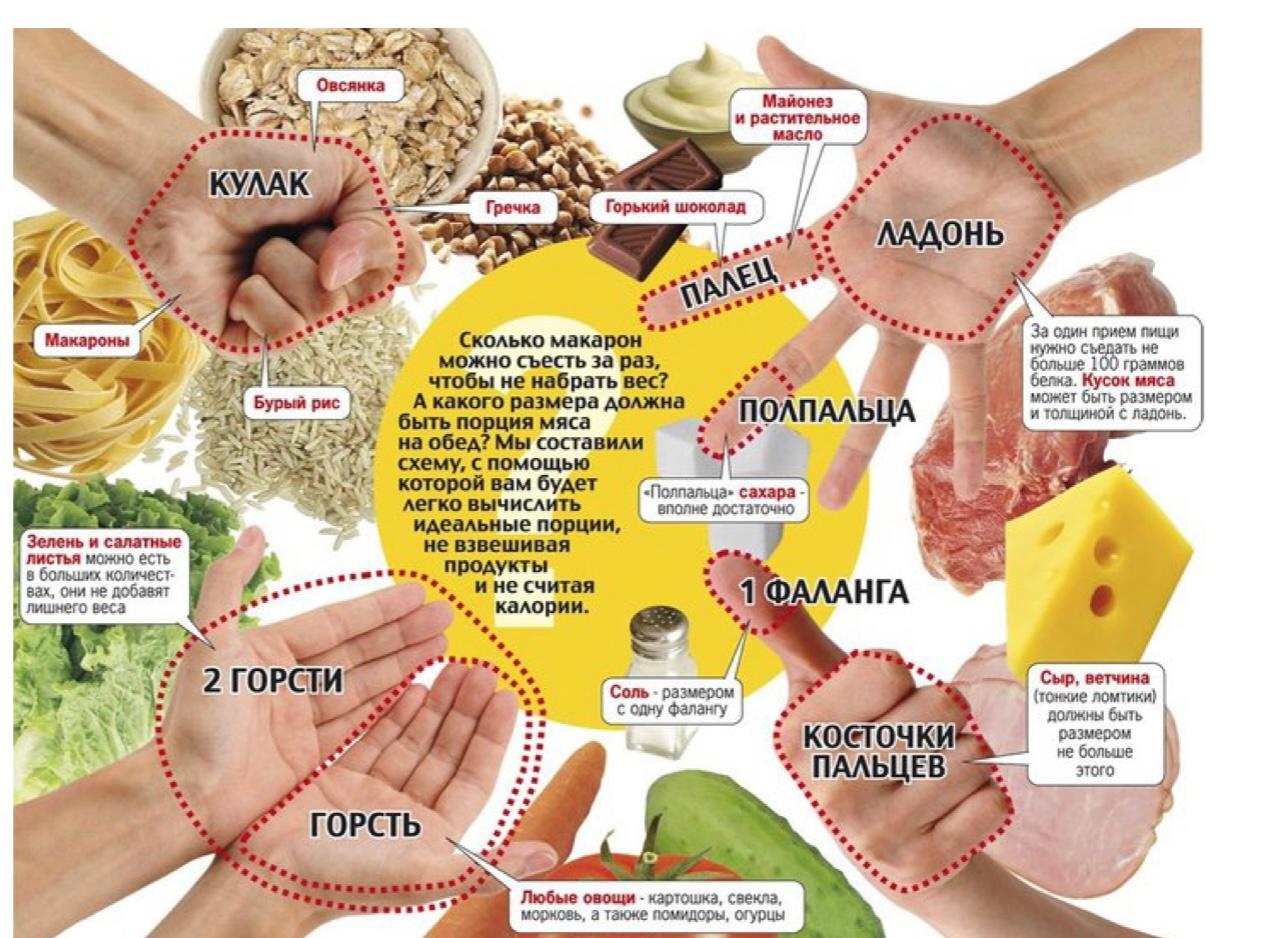 Овсянка
КУЛАК
Гречка
Макароны
Бурый рис
Майонез
и растительное
масло
Горький шоколад
ПАЛЕЦ
ЛАДОНЬ
За один прием пищи
нужно съедать не
больше 100 граммов
белка. Кусок мяса
может быть размером
и толщиной с ладонь.
Сколько макарон
можно съесть за раз,
чтобы не набрать вес?
А какого размера должна
быть порция мяса
на обед? Мы составили
схему, с помощью
которой вам будет
легко вычислить
идеальные порции,
не взвешивая
продукты
и не считая
калории.
ПОЛПАЛЬЦА
«Полпальца» сахара -
вполне достаточно
1 ФАЛАНГА
Соль - размером
с одну фалангу
Зелень и салатные
листья можно есть
в больших количест-
вах, они не добавят
лишнего веса
2 ГОРСТИ
ГОРСТЬ
Любые овощи - картошка, свекла,
морковь, а также помидоры, огурцы
КОСТОЧКИ
ПАЛЬЦЕВ
Сыр, ветчина
(тонкие ломтики)
должны быть
размером
не больше
этого